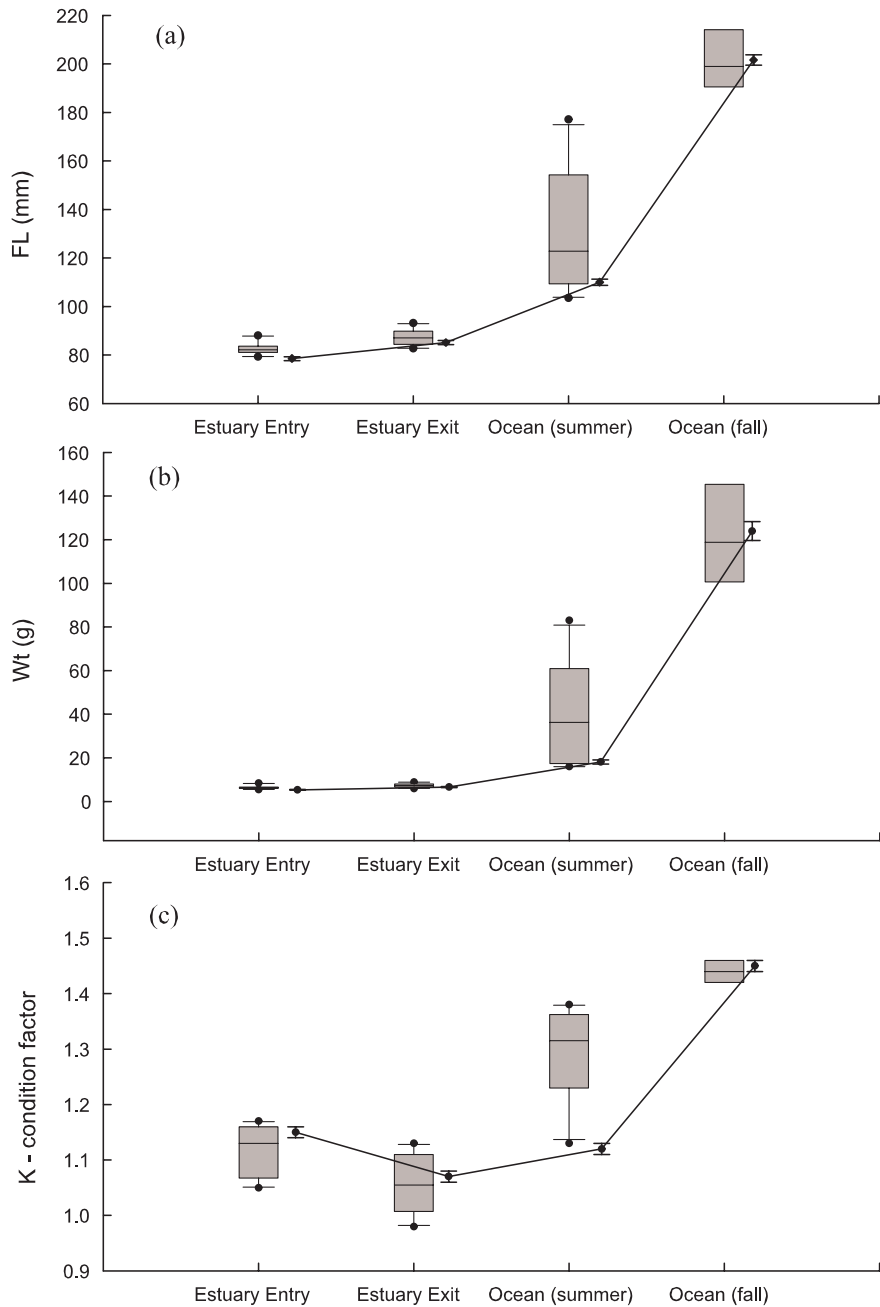 (a)
FL (mm)
220
200
180
160
140
120
100
80
60
Estuary Entry Estuary Exit Ocean (summer) Ocean (fall)
(b)
Wt (g)
160
140
120
100
80
60
40
20
0
Estuary Entry Estuary Exit Ocean (summer) Ocean (fall)
(c)
K - condition factor
1.6
1.5
1.4
1.3
1.2
1.1
1.0
0.9
Estuary Entry Estuary Exit Ocean (summer) Ocean (fall)